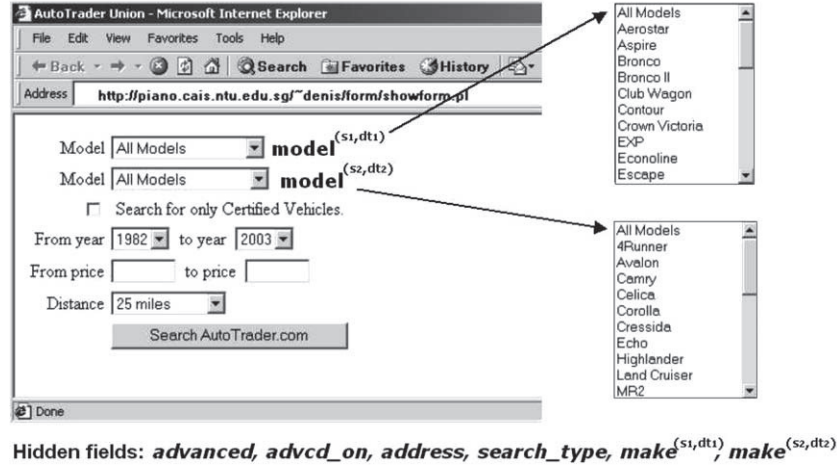 AutoTrader Union - Microsoft Internet Explorer
File Edit View Favorites Tools Help
Back Search Favorites History
Address http://piano.cais.ntu.edu.sg/~denis/form/showform.pl
Model All Models model(s1,dt1)
Model All Models model(s2,dt2)
Search for only Certified Vehicles.
From year 1982 to year 2003
From price to price
Distance 25 miles
Search AutoTrader.com
Done
All Models
Aerostar
Aspire
Bronco
Bronco II
Club Wagon
Contour
Crown Victoria
EXP
Econoline
Escape
All Models
4Runner
Avalon
Camry
Celica
Corolla
Cressida
Echo
Highlander
Land Cruiser
MR2
Hidden fields: advanced, advcd_on, address, search_type, make(s1,dt1), make(s2,dt2)